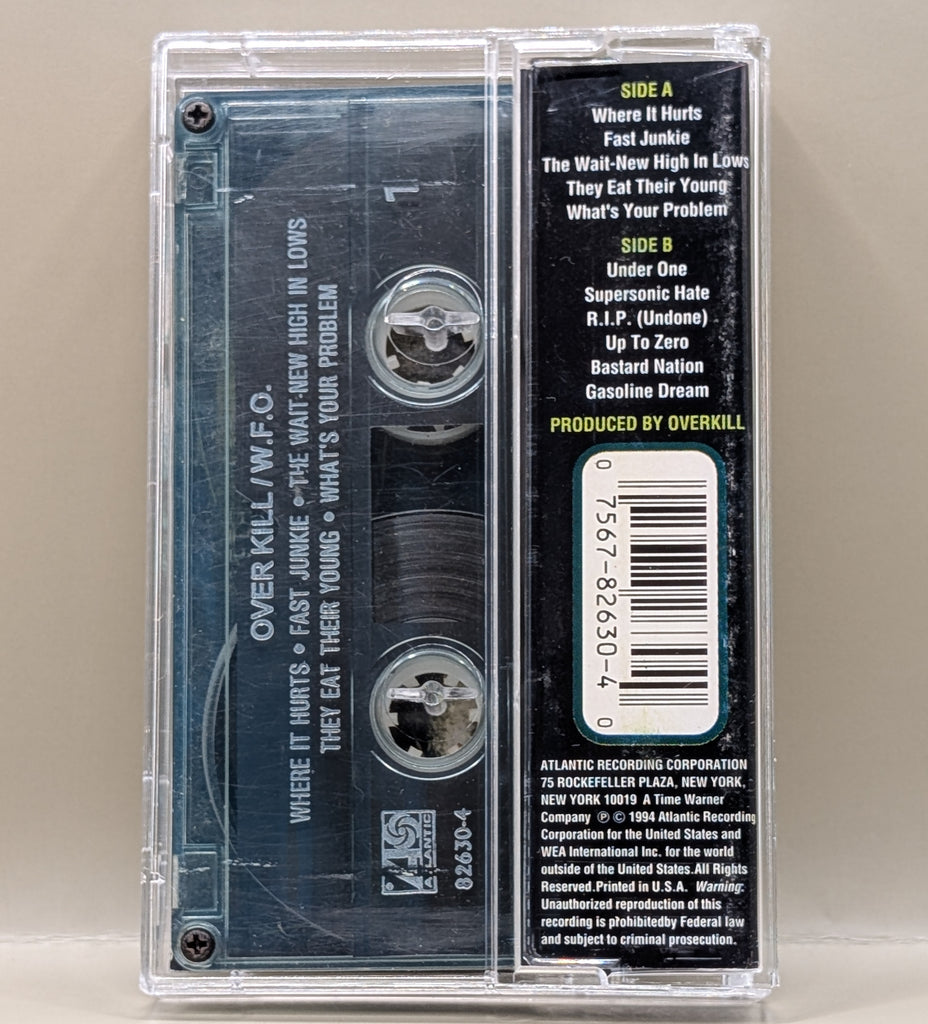 OVER KILL / W.F.O.
WHERE IT HURTS • FAST JUNKIE • THE WAIT-NEW HIGH IN LOWS
THEY EAT THEIR YOUNG • WHAT'S YOUR PROBLEM
1
ATLANTIC
82630-4
SIDE A
Where It Hurts
Fast Junkie
The Wait-New High In Lows
They Eat Their Young
What's Your Problem
SIDE B
Under One
Supersonic Hate
R.I.P. (Undone)
Up To Zero
Bastard Nation
Gasoline Dream
PRODUCED BY OVERKILL
0 7567-82630-4 0
ATLANTIC RECORDING CORPORATION
75 ROCKEFELLER PLAZA, NEW YORK,
NEW YORK 10019 A Time Warner
Company ℗ © 1994 Atlantic Recording
Corporation for the United States and
WEA International Inc. for the world
outside of the United States.All Rights
Reserved.Printed in U.S.A. Warning:
Unauthorized reproduction of this
recording is prohibitedby Federal law
and subject to criminal prosecution.